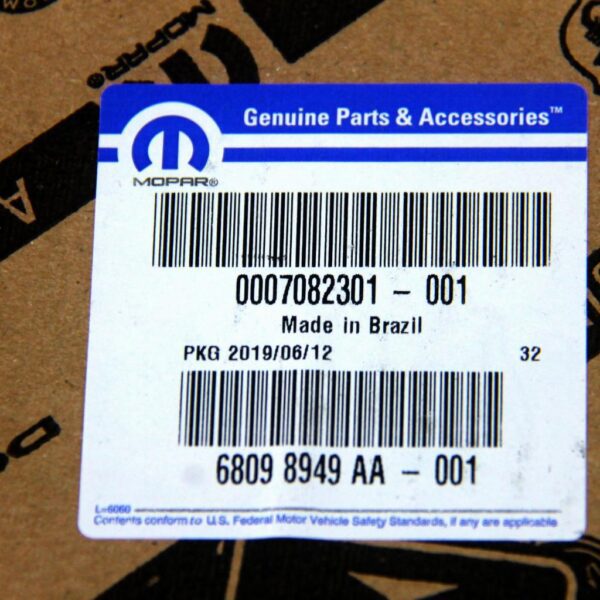 MOPAR®
Genuine Parts & Accessories™
MOPAR®
0007082301 - 001
Made in Brazil
PKG 2019/06/12 32
6809 8949 AA - 001
L=6060
Contents conform to U.S. Federal Motor Vehicle Safety Standards, if any are applicable